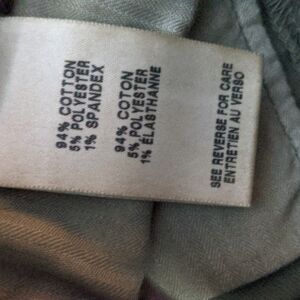 94% COTTON
5% POLYESTER
1% SPANDEX
94% COTON
5% POLYESTER
1% ÉLASTHANNE
SEE REVERSE FOR CARE
ENTRETIEN AU VERSO